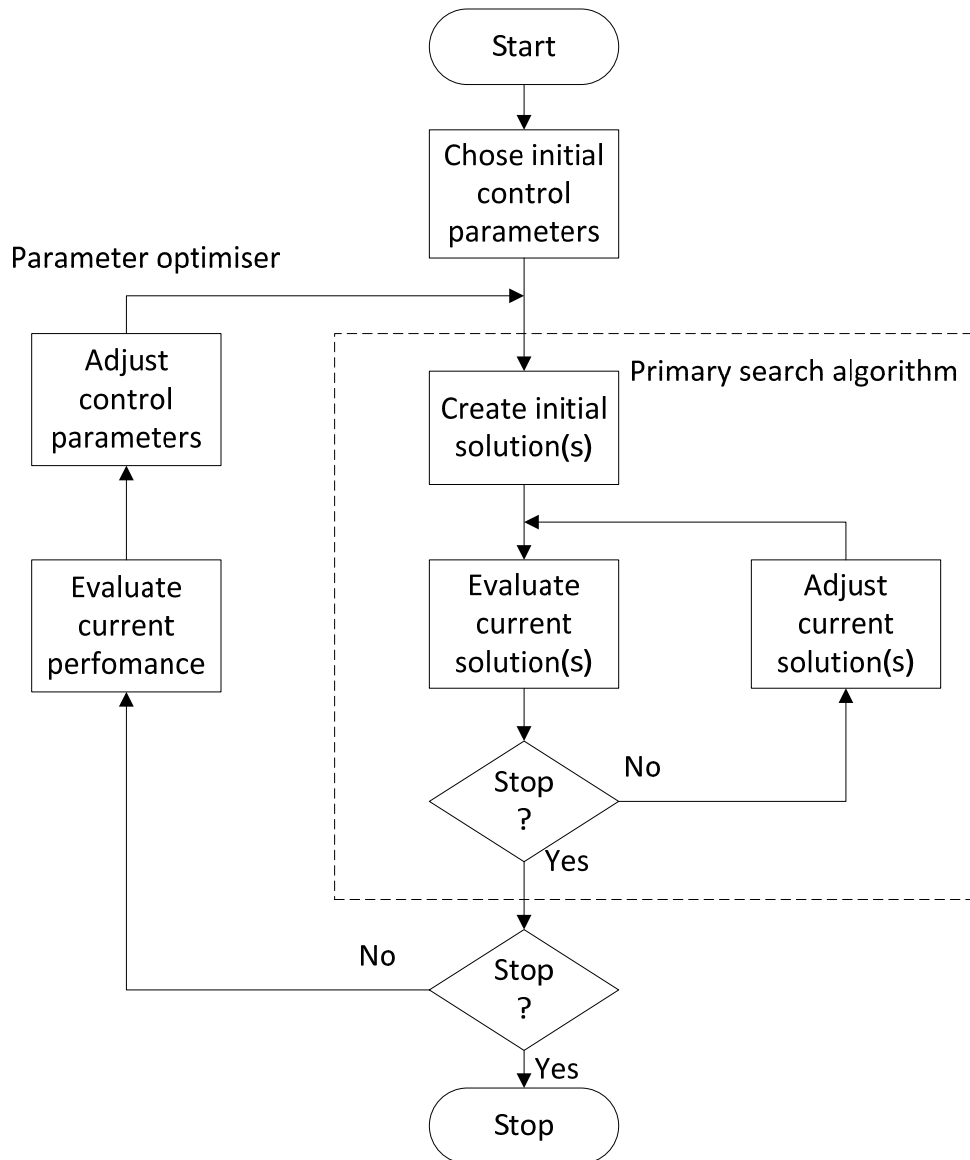 Start
Chose initial
control
parameters
Parameter optimiser
Adjust
control
parameters
Primary search algorithm
Create initial
solution(s)
Evaluate
current
perfomance
Evaluate
current
solution(s)
Adjust
current
solution(s)
Stop
?
No
Yes
Stop
?
No
Yes
Stop